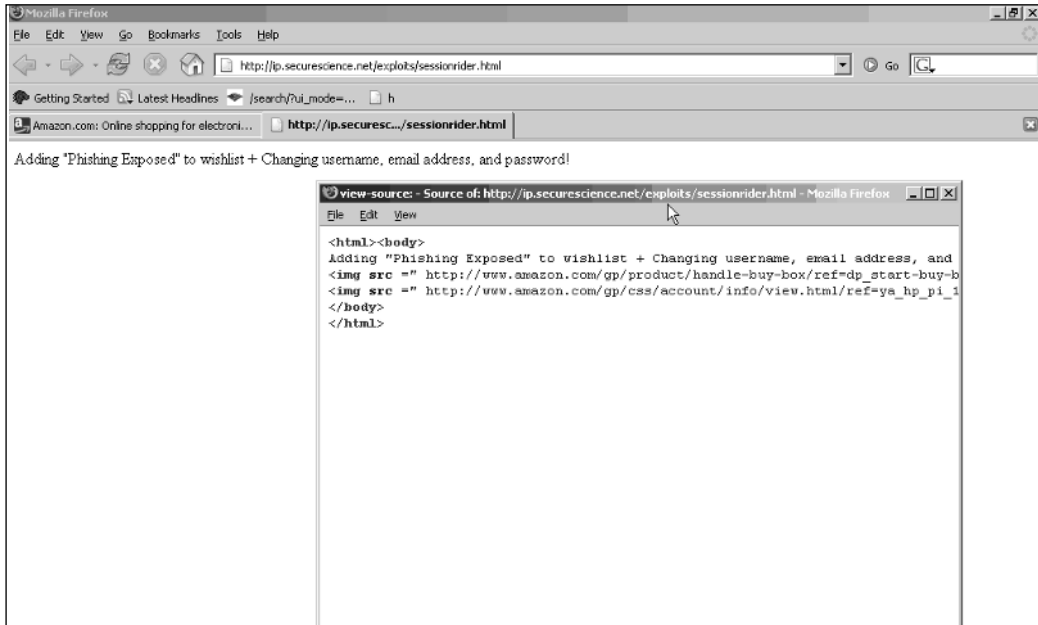 Mozilla Firefox
File Edit View Go Bookmarks Tools Help
http://ip.securescience.net/exploits/sessionrider.html Go G
Getting Started Latest Headlines /search/?ui_mode=... h
Amazon.com: Online shopping for electroni... http://ip.securesc.../sessionrider.html
Adding "Phishing Exposed" to wishlist + Changing username, email address, and password!
view-source: - Source of: http://ip.securescience.net/exploits/sessionrider.html - Mozilla Firefox
File Edit View
<html><body>
Adding "Phishing Exposed" to wishlist + Changing username, email address, and
<img src =" http://www.amazon.com/gp/product/handle-buy-box/ref=dp_start-buy-b
<img src =" http://www.amazon.com/gp/css/account/info/view.html/ref=ya_hp_pi_1
</body>
</html>